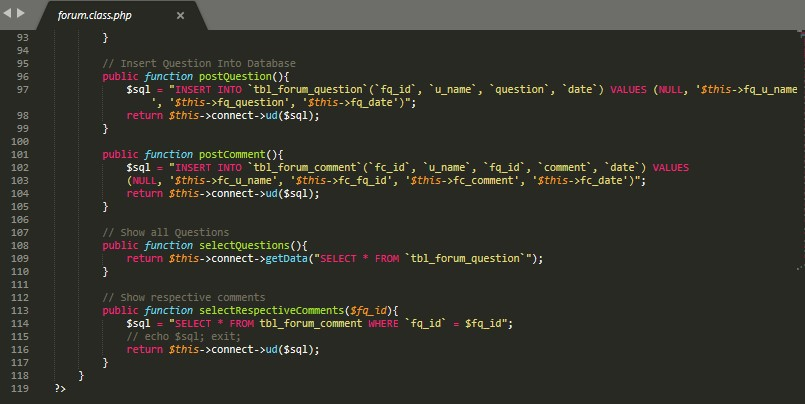 forum.class.php ×
93 }
94
95 // Insert Question Into Database
96 public function postQuestion(){
97 $sql = "INSERT INTO `tbl_forum_question`(`fq_id`, `u_name`, `question`, `date`) VALUES (NULL, '$this->fq_u_name
', '$this->fq_question', '$this->fq_date')";
98 return $this->connect->ud($sql);
99 }
100
101 public function postComment(){
102 $sql = "INSERT INTO `tbl_forum_comment`(`fc_id`, `u_name`, `fq_id`, `comment`, `date`) VALUES
103 (NULL, '$this->fc_u_name', '$this->fc_fq_id', '$this->fc_comment', '$this->fc_date')";
104 return $this->connect->ud($sql);
105 }
106
107 // Show all Questions
108 public function selectQuestions(){
109 return $this->connect->getData("SELECT * FROM `tbl_forum_question`");
110 }
111
112 // Show respective comments
113 public function selectRespectiveComments($fq_id){
114 $sql = "SELECT * FROM tbl_forum_comment WHERE `fq_id` = $fq_id";
115 // echo $sql; exit;
116 return $this->connect->ud($sql);
117 }
118 }
119 ?>